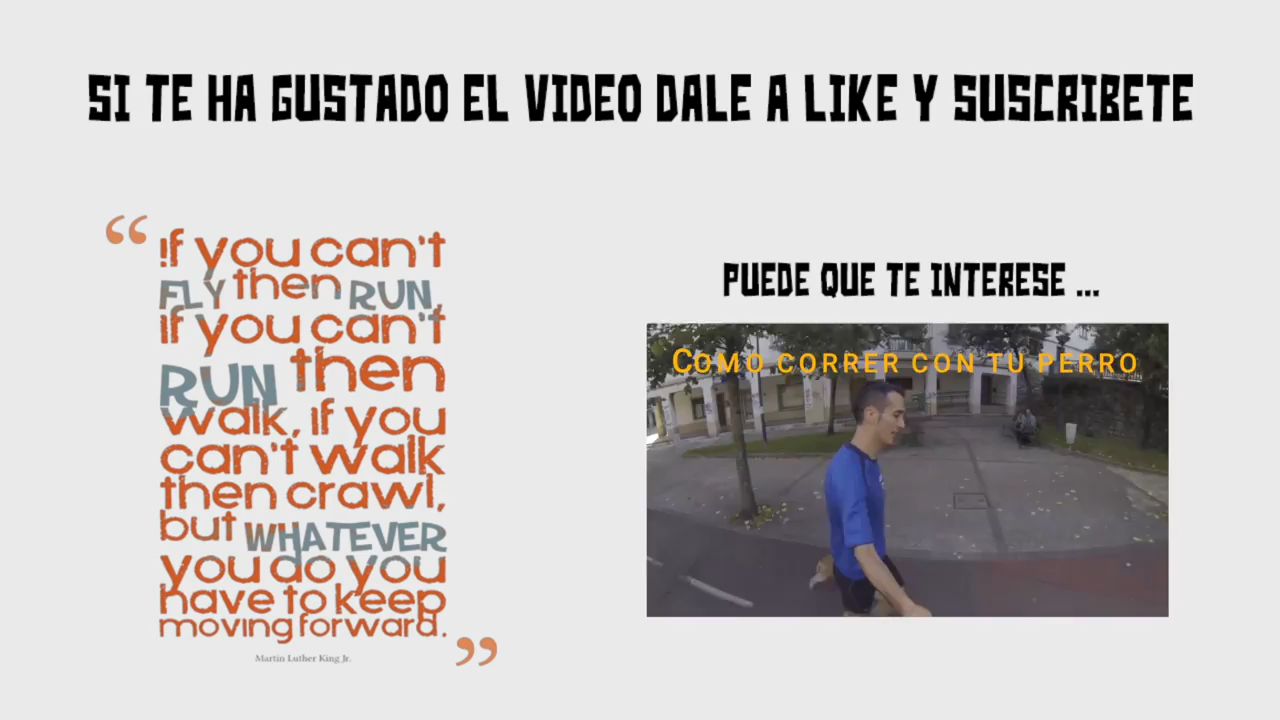 SI TE HA GUSTADO EL VIDEO DALE A LIKE Y SUSCRIBETE
“ if you can't
FLY then RUN,
if you can't
RUN then
walk, if you
can't walk
then crawl,
but WHATEVER
you do you
have to keep
moving forward. ”
Martin Luther King Jr.
PUEDE QUE TE INTERESE ...
COMO CORRER CON TU PERRO